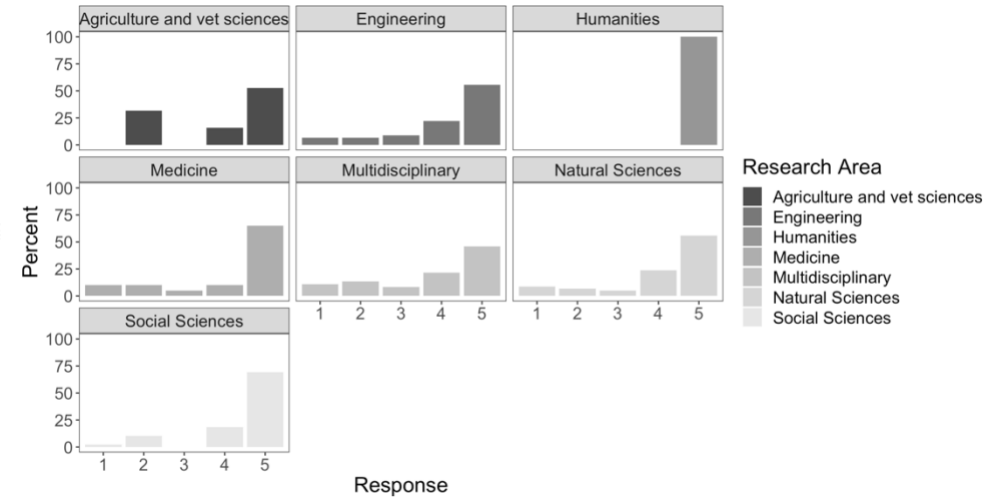 Agriculture and vet sciences Engineering Humanities
100
75
50
25
0
Medicine Multidisciplinary Natural Sciences
100
75
50
25
0
1 2 3 4 5 1 2 3 4 5
Social Sciences
100
75
50
25
0
1 2 3 4 5
Percent
Response
Research Area
Agriculture and vet sciences
Engineering
Humanities
Medicine
Multidisciplinary
Natural Sciences
Social Sciences